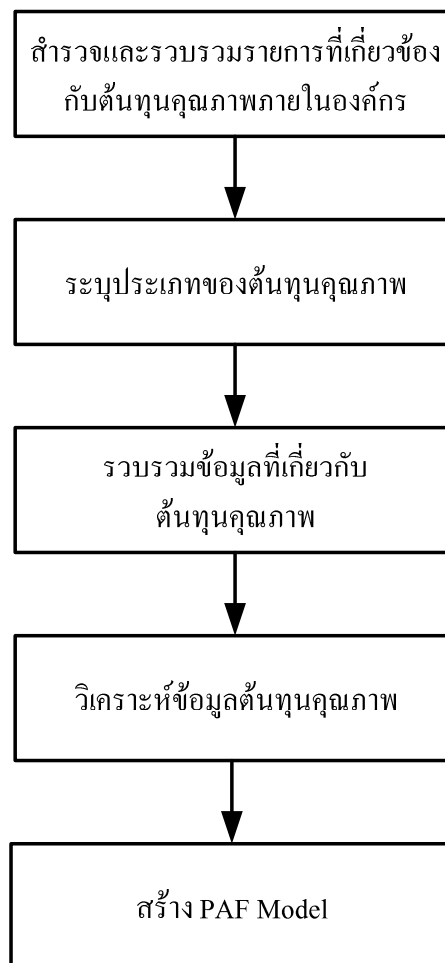 สำรวจและรวบรวมรายการที่เกี่ยวข้อง
กับต้นทุนคุณภาพภายในองค์กร
ระบุประเภทของต้นทุนคุณภาพ
รวบรวมข้อมูลที่เกี่ยวกับ
ต้นทุนคุณภาพ
วิเคราะห์ข้อมูลต้นทุนคุณภาพ
สร้าง PAF Model